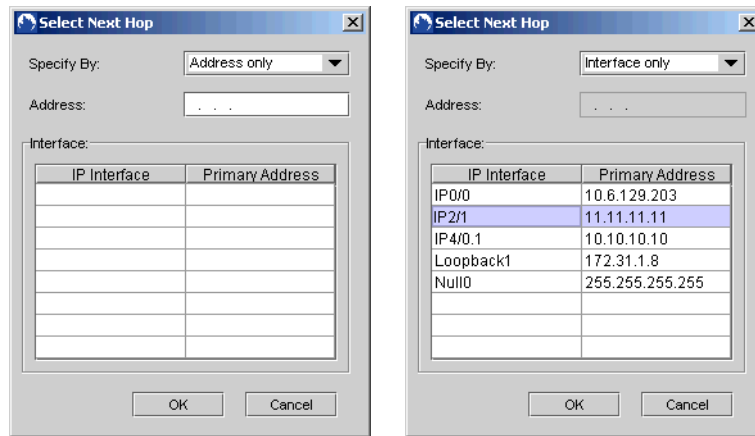 Select Next Hop
Specify By: Address only
Address: . . .
Interface:
IP Interface Primary Address
OK Cancel
Select Next Hop
Specify By: Interface only
Address: . . .
Interface:
IP Interface Primary Address
IP0/0 10.6.129.203
IP2/1 11.11.11.11
IP4/0.1 10.10.10.10
Loopback1 172.31.1.8
Null0 255.255.255.255
OK Cancel